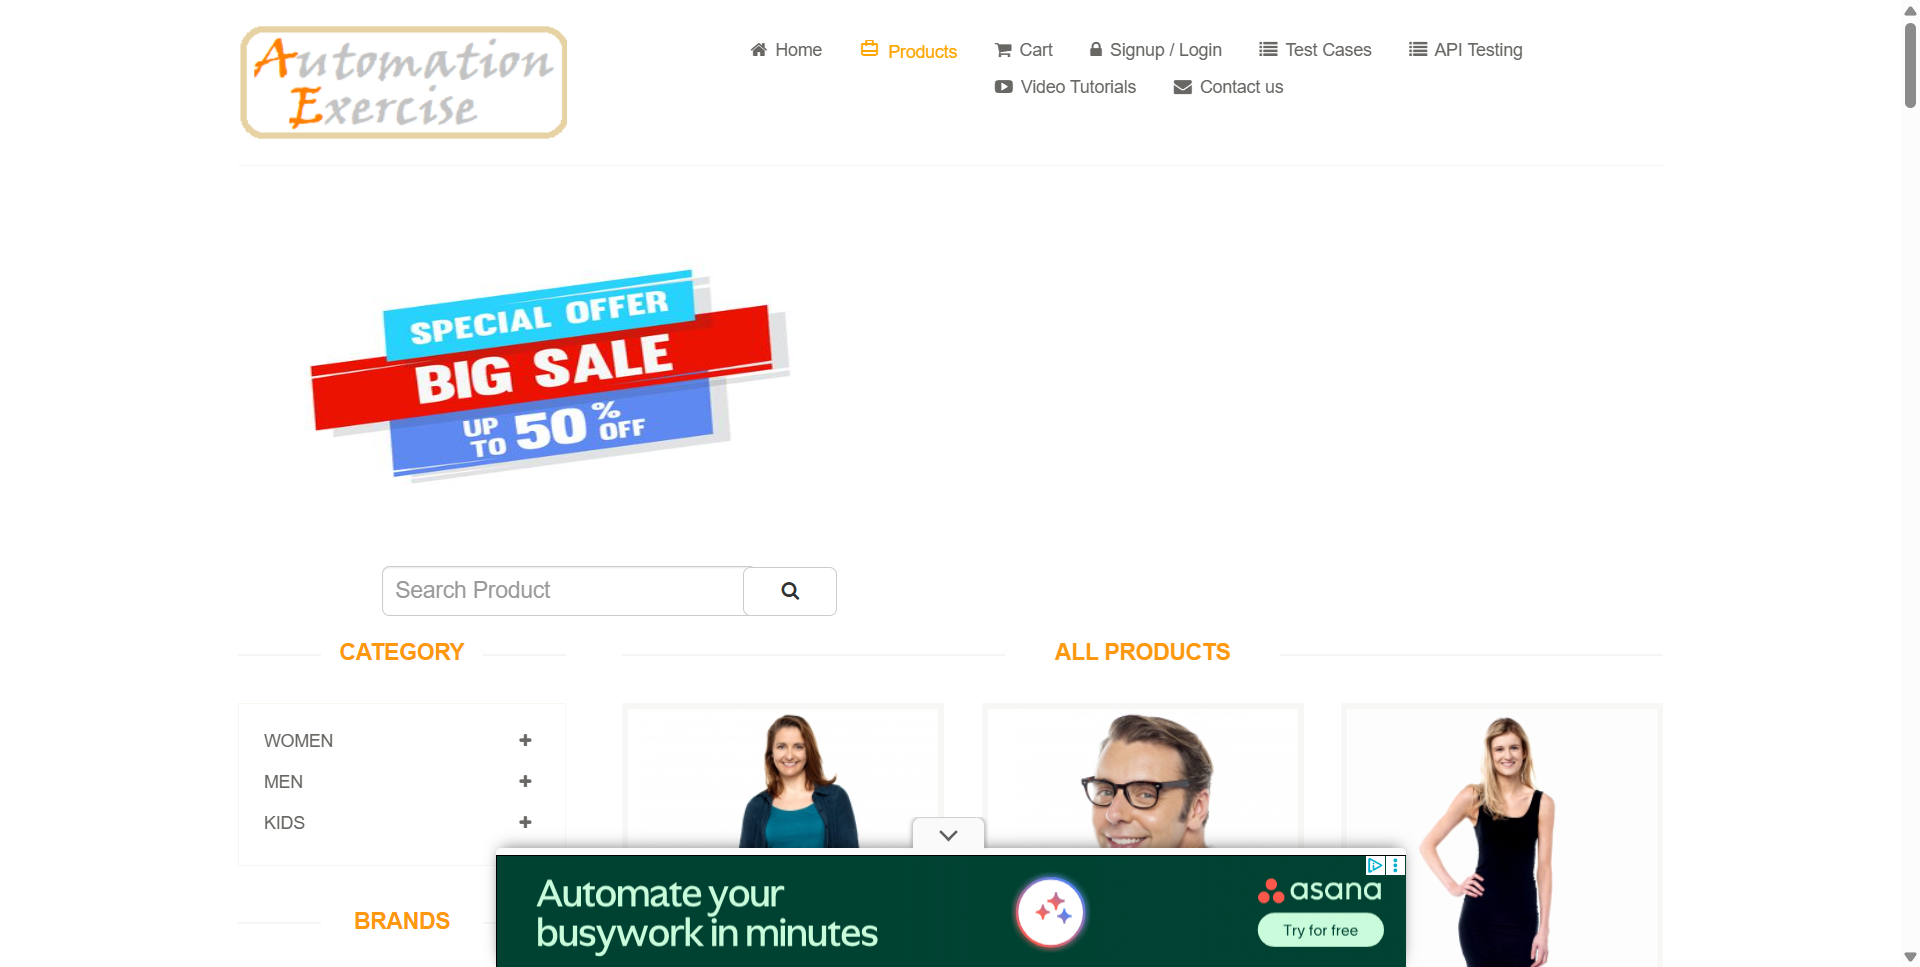 Automation
Exercise
Home
Products
Cart
Signup / Login
Test Cases
API Testing
Video Tutorials
Contact us
SPECIAL OFFER
BIG SALE
UP TO 50% OFF
Search Product
CATEGORY
ALL PRODUCTS
WOMEN
MEN
KIDS
BRANDS
Automate your
busywork in minutes
asana
Try for free